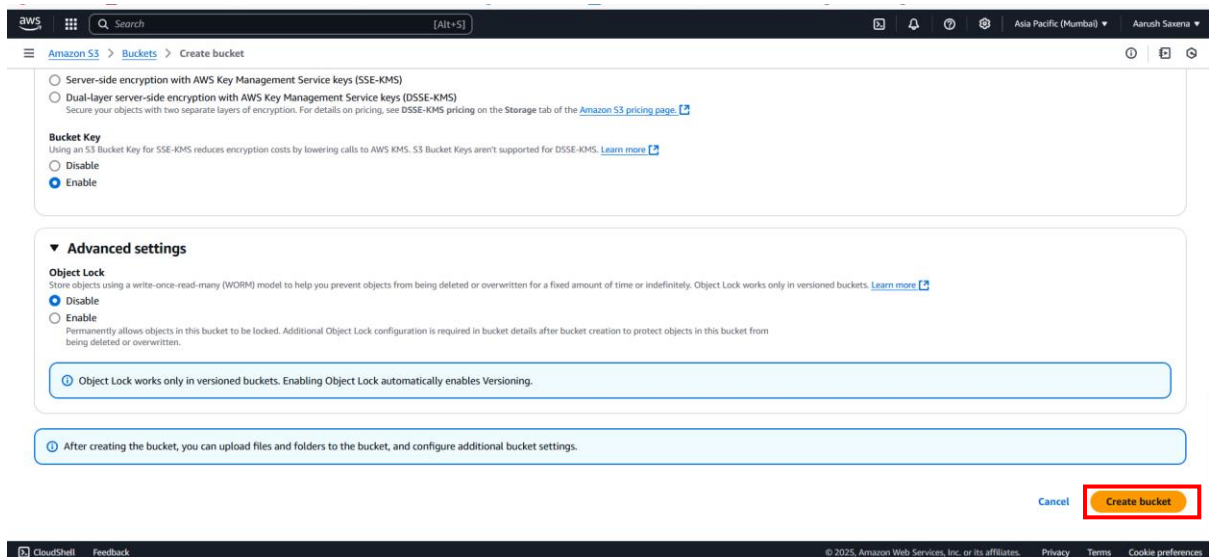 aws
Search
[Alt+S]
Asia Pacific (Mumbai)
Aarush Saxena
Amazon S3 > Buckets > Create bucket
Server-side encryption with AWS Key Management Service keys (SSE-KMS)
Dual-layer server-side encryption with AWS Key Management Service keys (DSSE-KMS)
Secure your objects with two separate layers of encryption. For details on pricing, see DSSE-KMS pricing on the Storage tab of the Amazon S3 pricing page.
Bucket Key
Using an S3 Bucket Key for SSE-KMS reduces encryption costs by lowering calls to AWS KMS. S3 Bucket Keys aren't supported for DSSE-KMS. Learn more
Disable
Enable
Advanced settings
Object Lock
Store objects using a write-once-read-many (WORM) model to help you prevent objects from being deleted or overwritten for a fixed amount of time or indefinitely. Object Lock works only in versioned buckets. Learn more
Disable
Enable
Permanently allows objects in this bucket to be locked. Additional Object Lock configuration is required in bucket details after bucket creation to protect objects in this bucket from
being deleted or overwritten.
Object Lock works only in versioned buckets. Enabling Object Lock automatically enables Versioning.
After creating the bucket, you can upload files and folders to the bucket, and configure additional bucket settings.
Cancel
Create bucket
CloudShell
Feedback
© 2025, Amazon Web Services, Inc. or its affiliates.
Privacy
Terms
Cookie preferences